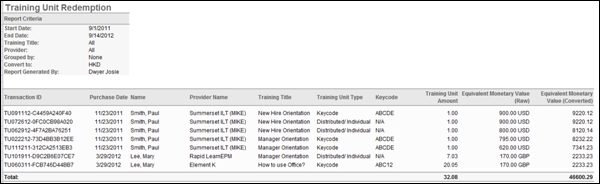 Training Unit Redemption
Report Criteria
Start Date: 9/1/2011
End Date: 9/14/2012
Training Title: All
Provider: All
Grouped by: None
Convert to: HKD
Report Generated By: Dwyer Josie
Transaction ID Purchase Date Name Provider Name Training Title Training Unit Type Keycode Training Unit Amount Equivalent Monetary Value (Raw) Equivalent Monetary Value (Converted)
TU091112-C4459A240F40 11/23/2011 Smith, Paul Summerset ILT (MIKE) New Hire Orientation Keycode ABCDE 1.00 900.00 USD 9220.12
TU072610-0FC0CB98A020 11/23/2011 Smith, Paul Summerset ILT (MIKE) New Hire Orientation Distributed/ Individual N/A 1.00 900.00 USD 9220.12
TU062912-4F7A2BA76251 11/23/2011 Smith, Paul Summerset ILT (MIKE) New Hire Orientation Distributed/ Individual N/A 1.00 800.00 USD 8120.14
TU022212-73D4BB3B12EE 11/23/2011 Smith, Paul Summerset ILT (MIKE) Manager Orientation Keycode ABCDE 1.00 795.00 USD 8232.22
TU111211-312CA2513EB3 11/23/2011 Smith, Paul Summerset ILT (MIKE) Manager Orientation Keycode ABCDE 1.00 620.00 USD 7341.23
TU101911-D9C2B6E07CE7 3/29/2012 Lee, Mary Rapid LearnEPM Manager Orientation Distributed/ Individual N/A 7.03 170.00 GBP 2233.23
TU060311-FCB746D44BB7 3/29/2012 Lee, Mary Element K How to use Office? Keycode ABC12 20.05 170.00 GBP 2233.23
Total: 32.08 46600.29